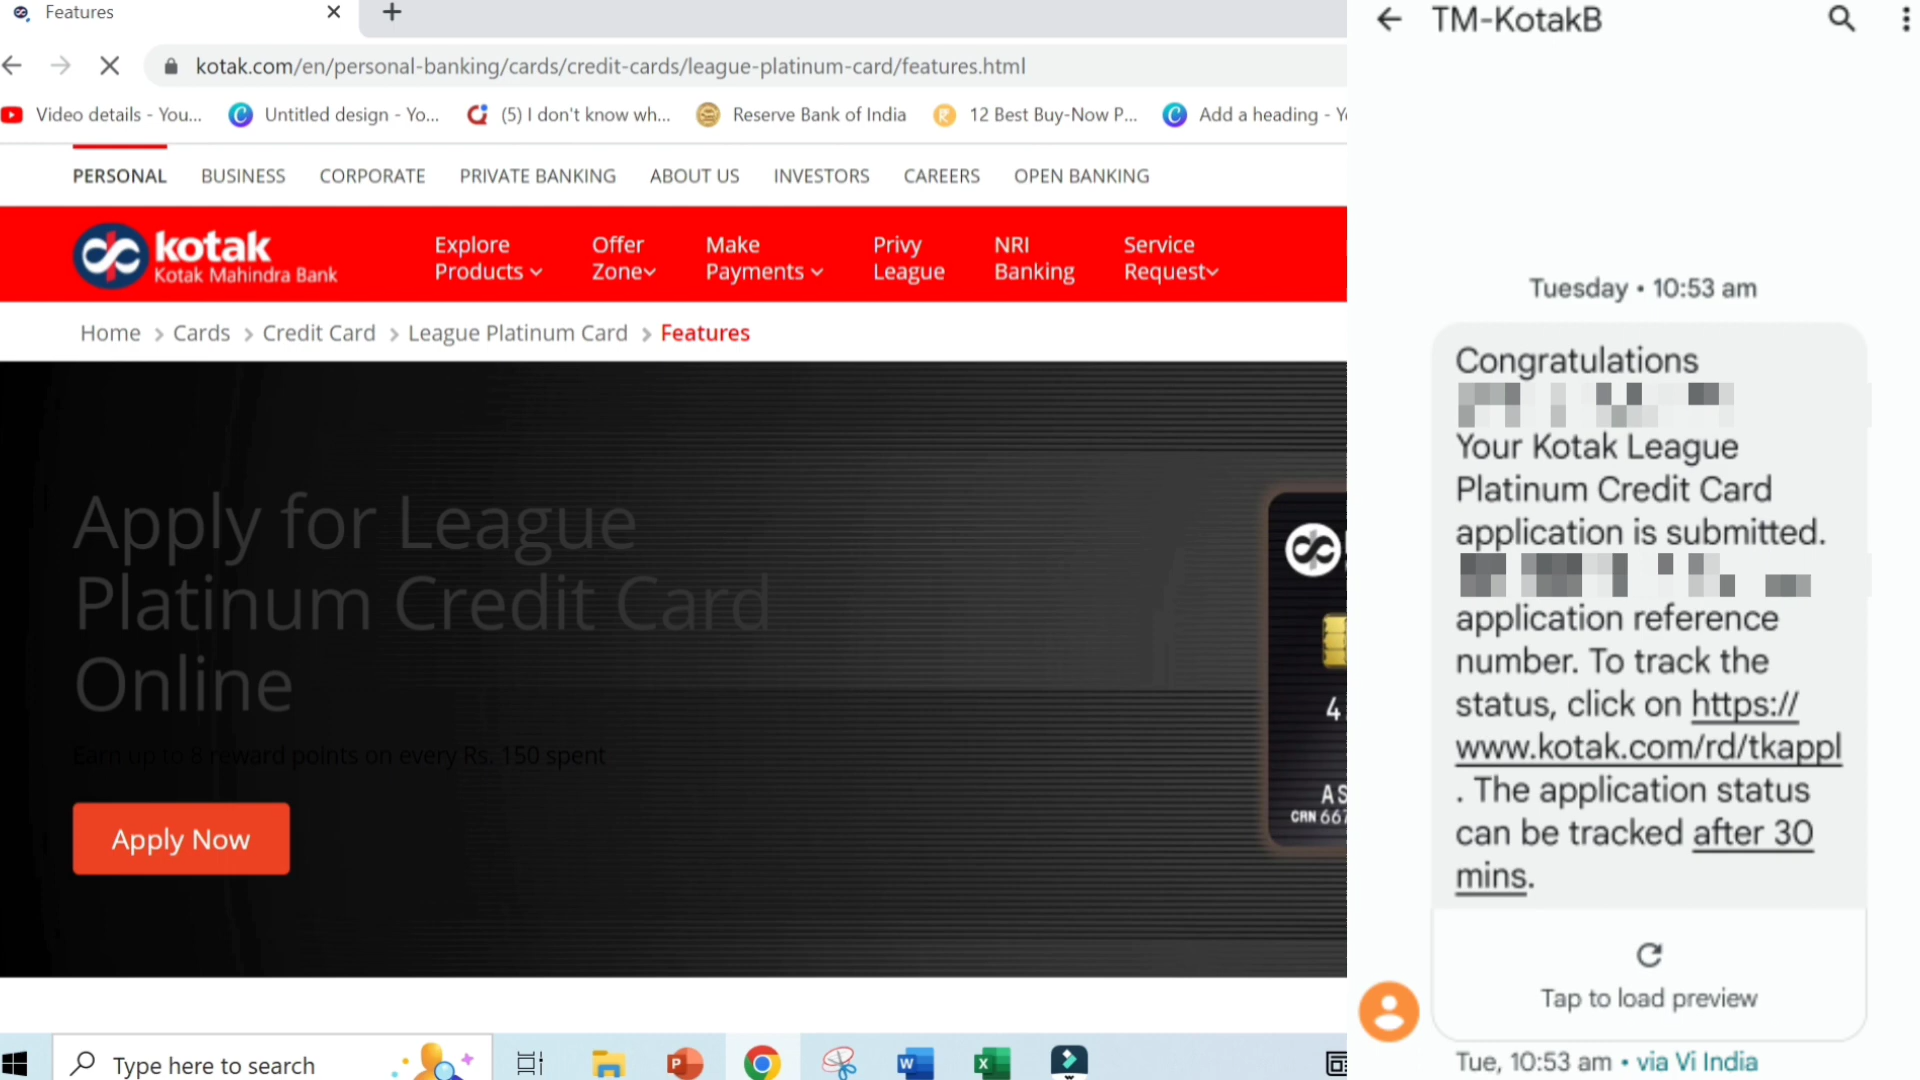 Features
kotak.com/en/personal-banking/cards/credit-cards/league-platinum-card/features.html
Video details - You...
Untitled design - Yo...
(5) I don't know wh...
Reserve Bank of India
12 Best Buy-Now P...
Add a heading - Y
PERSONAL
BUSINESS
CORPORATE
PRIVATE BANKING
ABOUT US
INVESTORS
CAREERS
OPEN BANKING
kotak
Kotak Mahindra Bank
Explore
Products
Offer
Zone
Make
Payments
Privy
League
NRI
Banking
Service
Request
Home > Cards > Credit Card > League Platinum Card > Features
Apply for League
Platinum Credit Card
Online
Earn up to 8 reward points on every Rs. 150 spent
Apply Now
4
AS
CRN 667
Type here to search
TM-KotakB
Tuesday • 10:53 am
Congratulations
Your Kotak League
Platinum Credit Card
application is submitted.
application reference
number. To track the
status, click on https://
www.kotak.com/rd/tkappl
. The application status
can be tracked after 30
mins.
Tap to load preview
Tue, 10:53 am • via Vi India